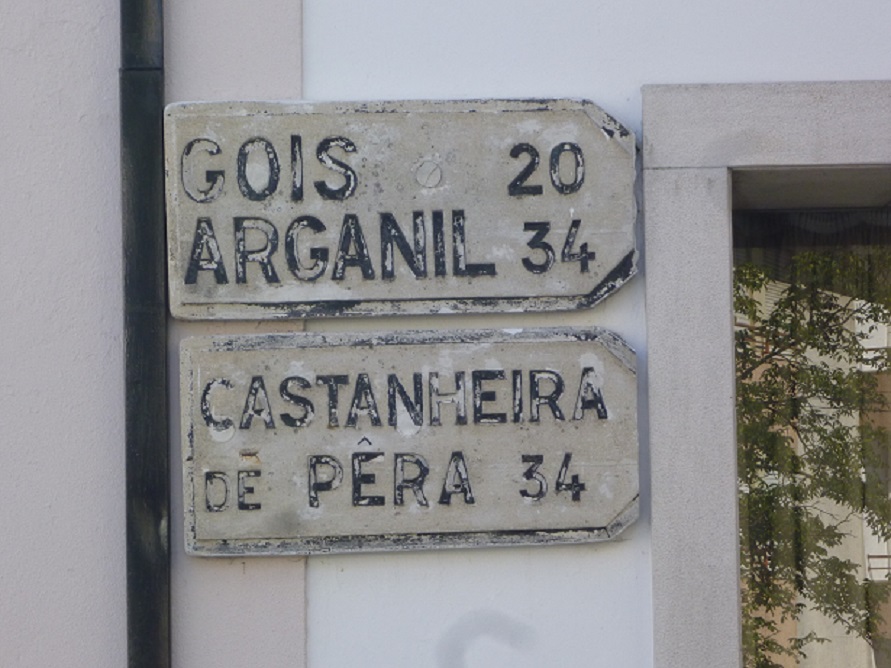 GOIS 20
ARGANIL 34
CASTANHEIRA
DE PÊRA 34